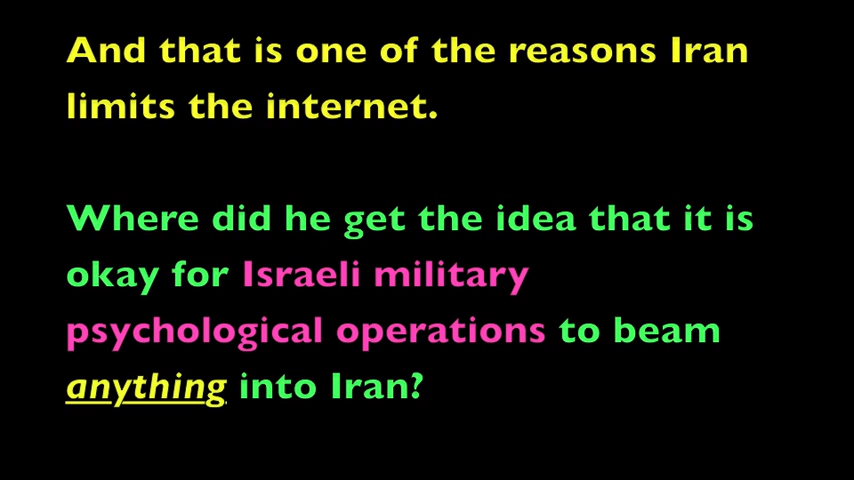 And that is one of the reasons Iran
limits the internet.
Where did he get the idea that it is
okay for Israeli military
psychological operations to beam
anything into Iran?